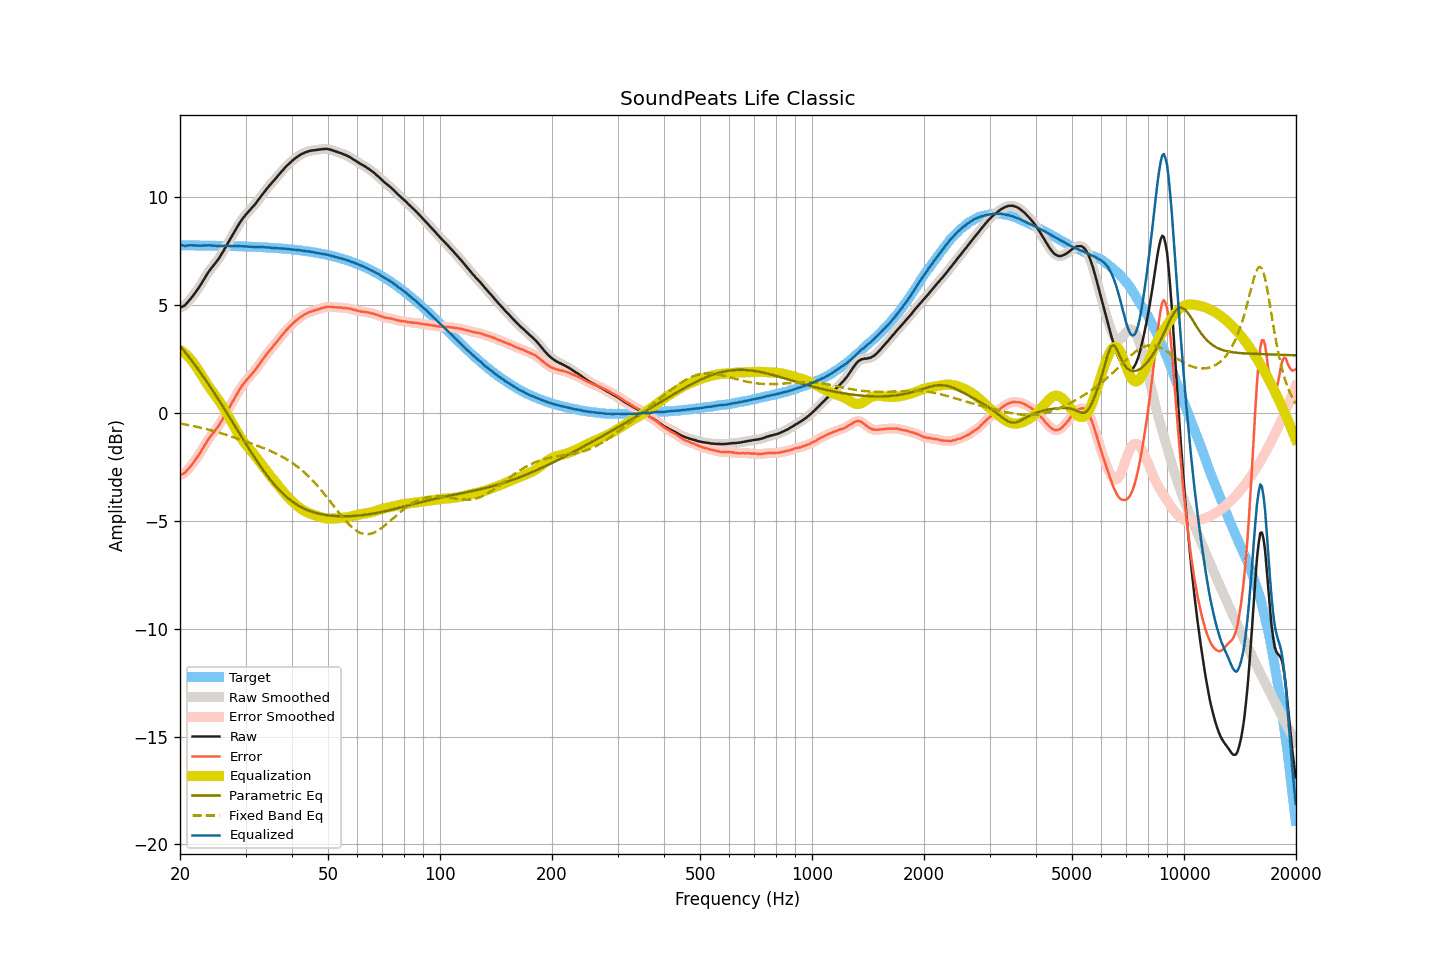 SoundPeats Life Classic
Amplitude (dBr)
10
5
0
−5
−10
−15
−20
Target
Raw Smoothed
Error Smoothed
Raw
Error
Equalization
Parametric Eq
Fixed Band Eq
Equalized
20 50 100 200 500 1000 2000 5000 10000 20000
Frequency (Hz)